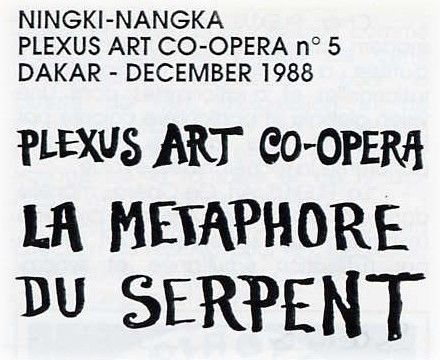 NINGKI-NANGKA
PLEXUS ART CO-OPERA n° 5
DAKAR - DECEMBER 1988
PLEXUS ART CO-OPERA
LA METAPHORE
DU SERPENT